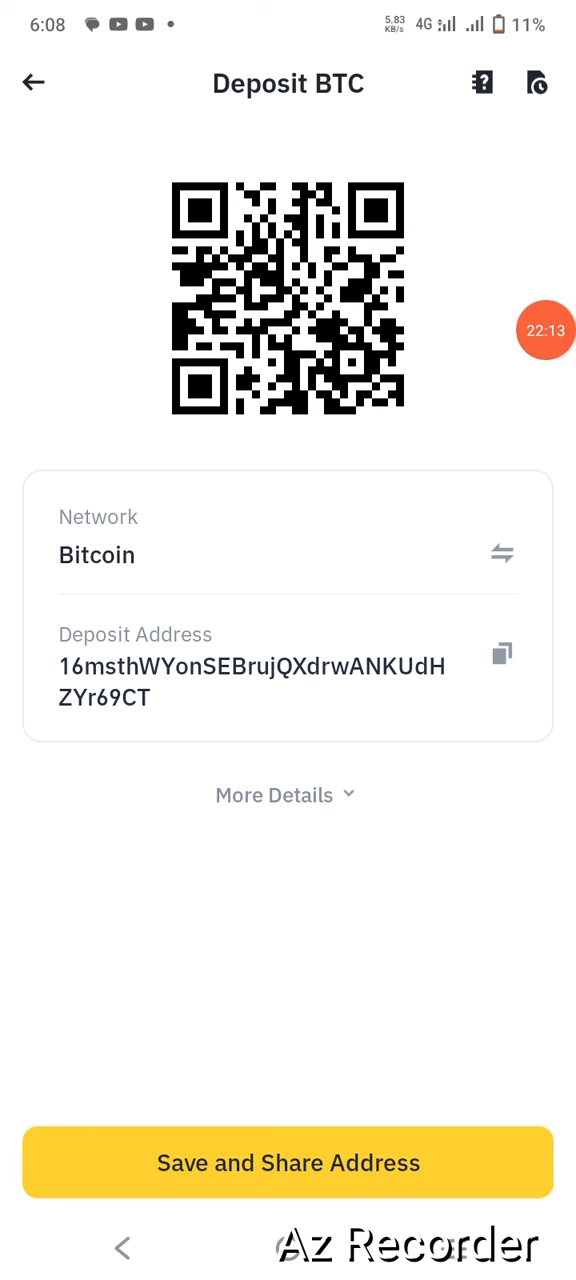 6:08 5.83 KB/s 4G 11%
Deposit BTC
22:13
Network
Bitcoin
Deposit Address
16msthWYonSEBrujQXdrwANKUdH
ZYr69CT
More Details
Save and Share Address
Az Recorder